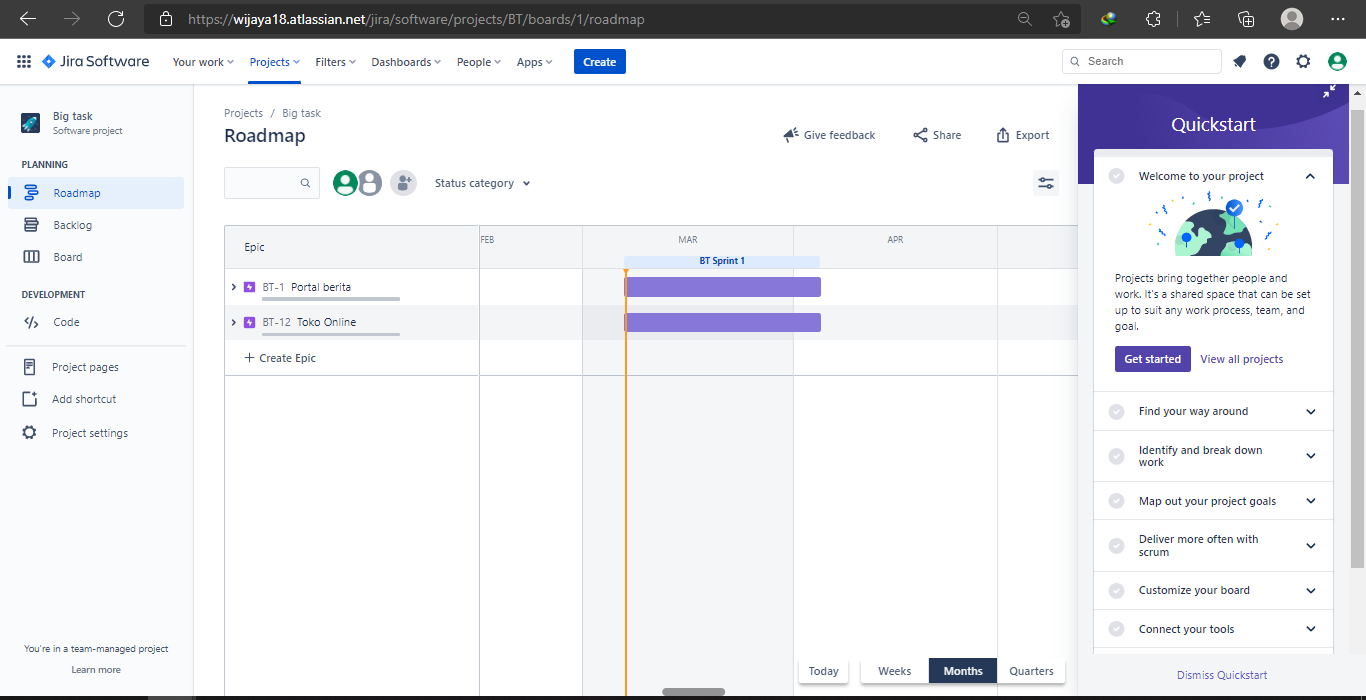 https://wijaya18.atlassian.net/jira/software/projects/BT/boards/1/roadmap
Jira Software
Your work
Projects
Filters
Dashboards
People
Apps
Create
Search
Big task
Software project
PLANNING
Roadmap
Backlog
Board
DEVELOPMENT
Code
Project pages
Add shortcut
Project settings
You're in a team-managed project
Learn more
Projects / Big task
Roadmap
Give feedback
Share
Export
Status category
Epic
FEB
MAR
APR
BT Sprint 1
BT-1 Portal berita
BT-12 Toko Online
+ Create Epic
Today
Weeks
Months
Quarters
Quickstart
Welcome to your project
Projects bring together people and
work. It's a shared space that can be set
up to suit any work process, team, and
goal.
Get started
View all projects
Find your way around
Identify and break down
work
Map out your project goals
Deliver more often with
scrum
Customize your board
Connect your tools
Dismiss Quickstart